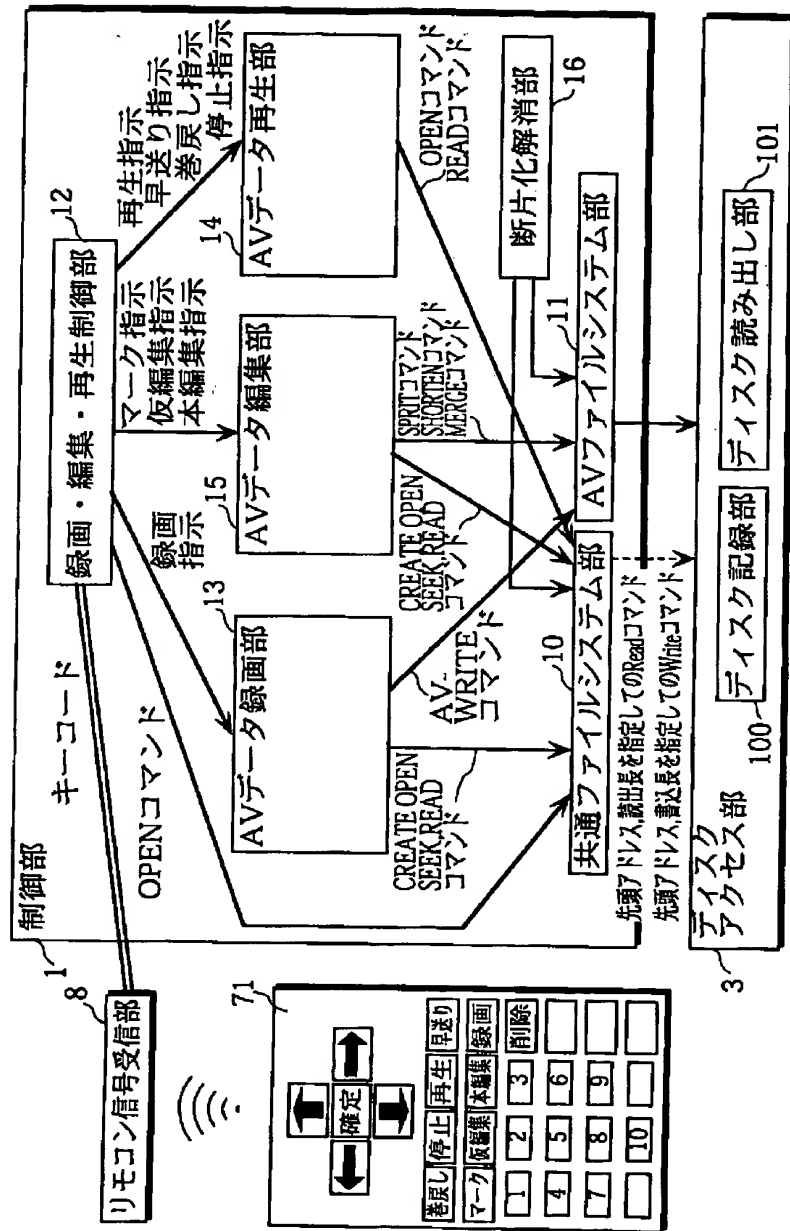 リモコン信号受信部
8
71
確定
巻戻し
停止
再生
早送り
マーク
仮編集
本編集
録画
1
2
3
削除
4
5
6
7
8
9
10
1
制御部
キーコード
OPENコマンド
録画・編集・再生制御部
12
録画
指示
マーク指示
仮編集指示
本編集指示
再生指示
早送り指示
巻戻し指示
停止指示
13
AVデータ録画部
15
AVデータ編集部
14
AVデータ再生部
CREATE OPEN
SEEK,READ
コマンド
AV-
WRITE
コマンド
CREATE OPEN
SEEK,READ
コマンド
SPRITコマンド
SHORTENコマンド
MERGEコマンド
OPENコマンド
READコマンド
断片化解消部
16
10
共通ファイルシステム部
11
AVファイルシステム部
先頭アドレス,読出長を指定してのReadコマンド
先頭アドレス,書込長を指定してのWriteコマンド
3
ディスク
アクセス部
100
ディスク記録部
101
ディスク読み出し部